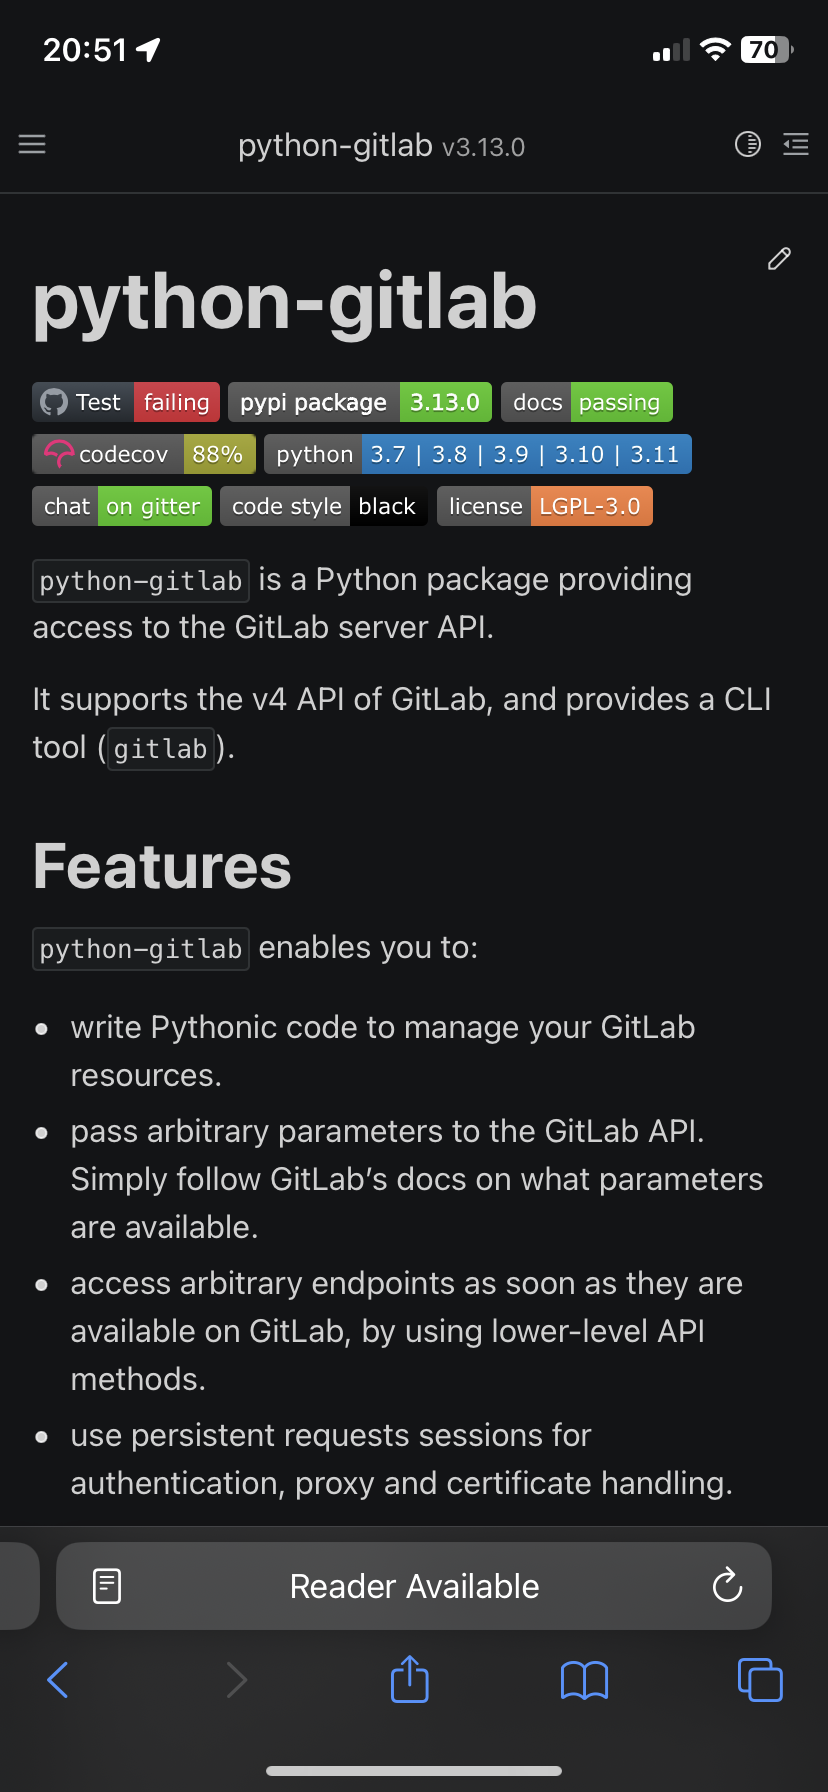 20:51
70
python-gitlab v3.13.0
python-gitlab
Test failing pypi package 3.13.0 docs passing
codecov 88% python 3.7 | 3.8 | 3.9 | 3.10 | 3.11
chat on gitter code style black license LGPL-3.0
python-gitlab is a Python package providing
access to the GitLab server API.
It supports the v4 API of GitLab, and provides a CLI
tool (gitlab).
Features
python-gitlab enables you to:
• write Pythonic code to manage your GitLab
resources.
• pass arbitrary parameters to the GitLab API.
Simply follow GitLab’s docs on what parameters
are available.
• access arbitrary endpoints as soon as they are
available on GitLab, by using lower-level API
methods.
• use persistent requests sessions for
authentication, proxy and certificate handling.
Reader Available